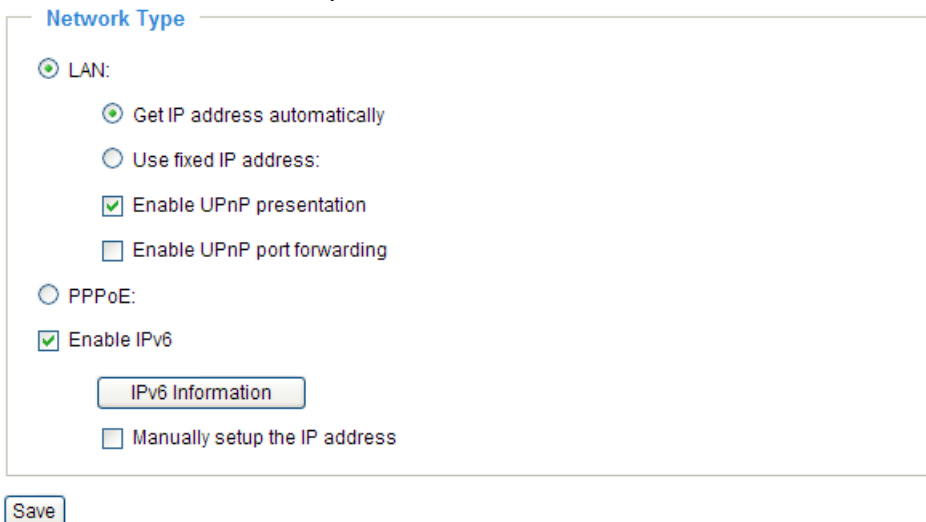 Network Type
LAN:
Get IP address automatically
Use fixed IP address:
Enable UPnP presentation
Enable UPnP port forwarding
PPPoE:
Enable IPv6
IPv6 Information
Manually setup the IP address
Save